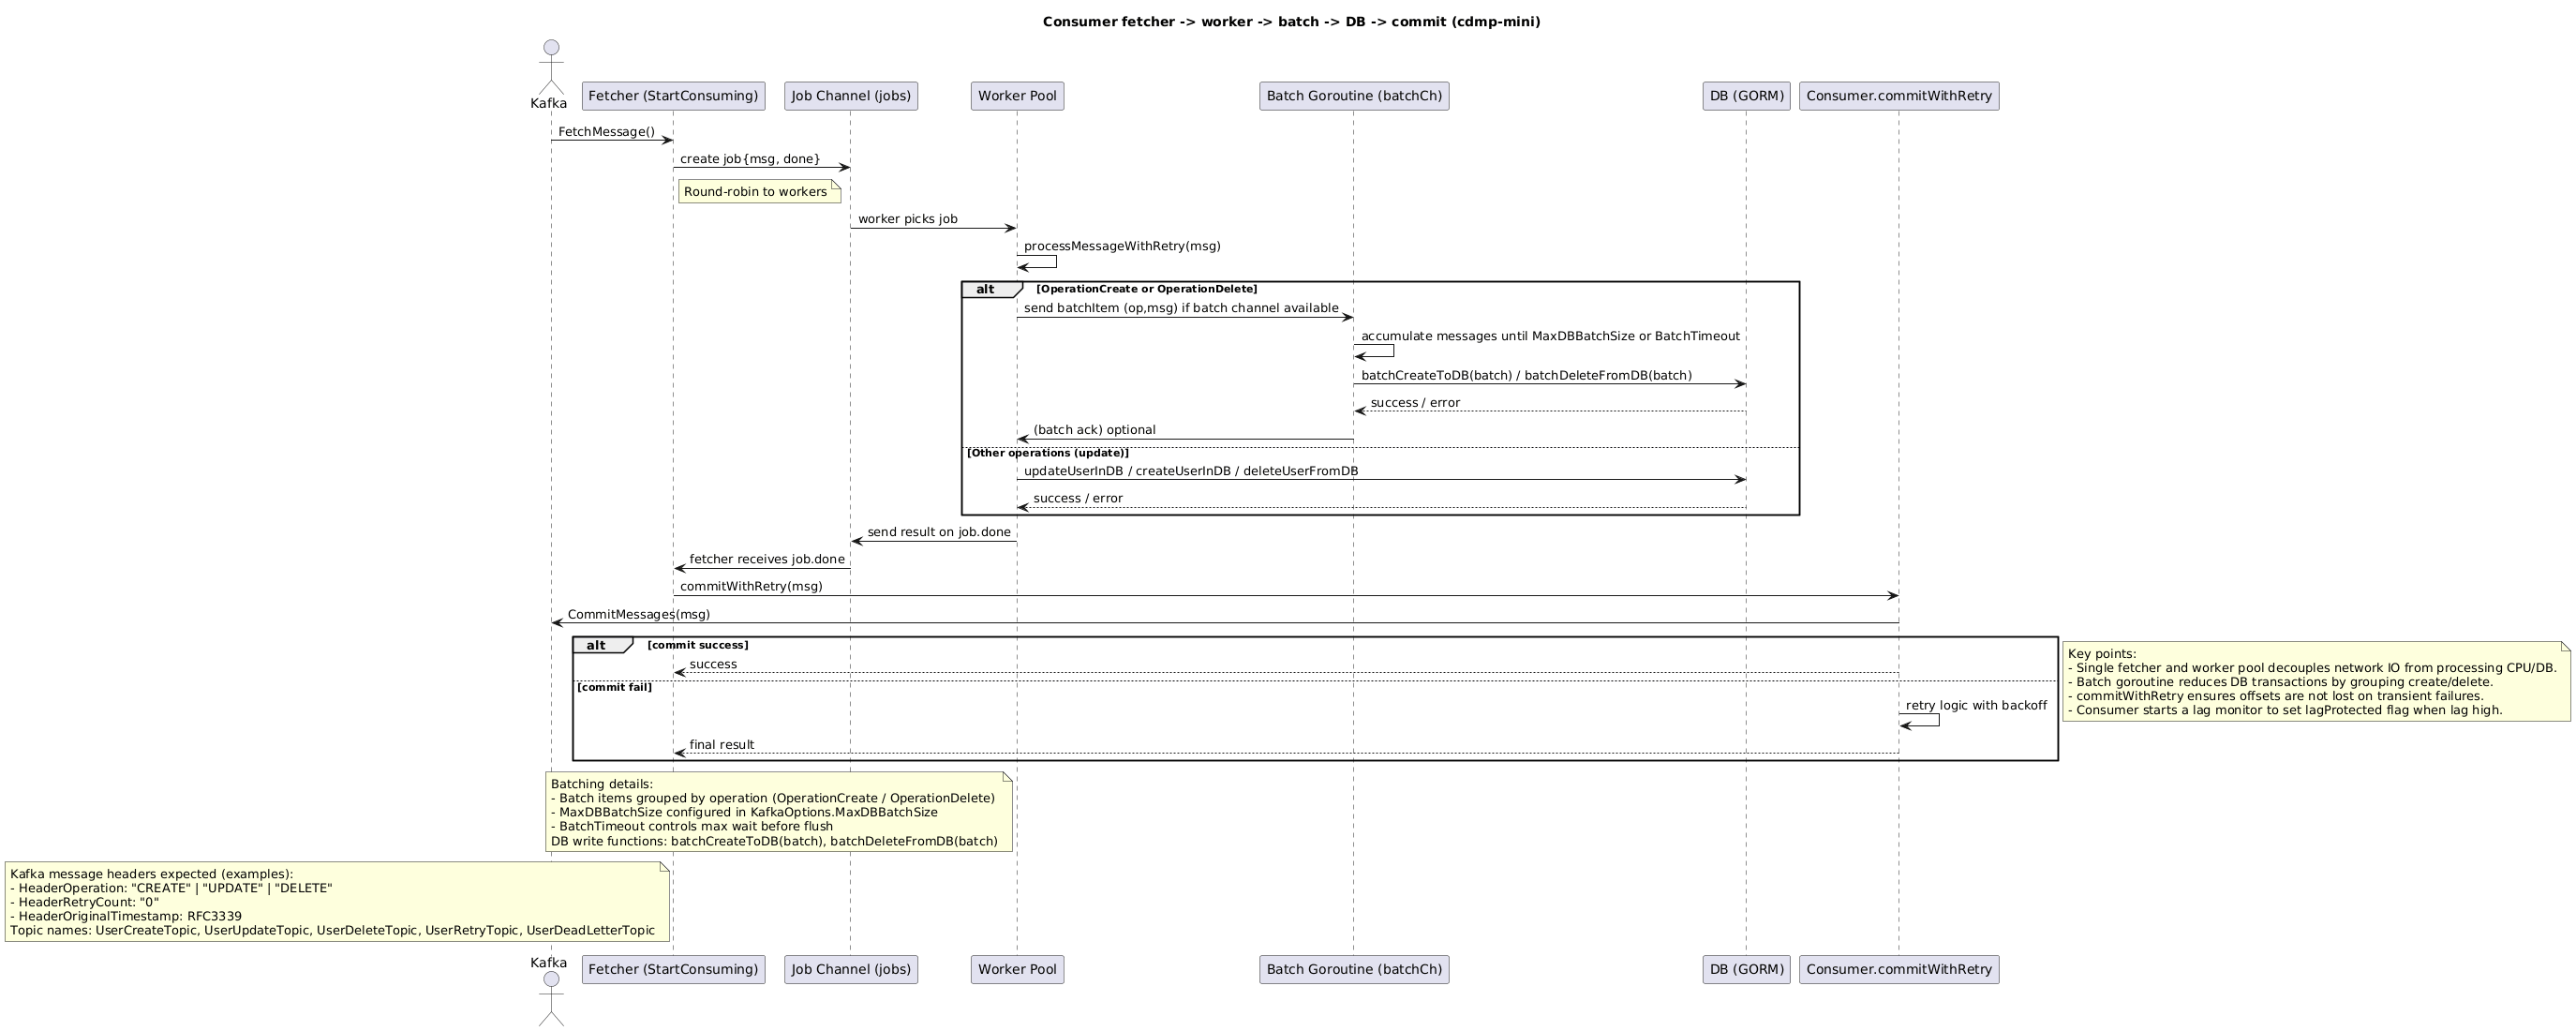 Consumer fetcher -> worker -> batch -> DB -> commit (cdmp-mini)
Kafka
Fetcher (StartConsuming)
Job Channel (jobs)
Worker Pool
Batch Goroutine (batchCh)
DB (GORM)
Consumer.commitWithRetry
FetchMessage()
create job{msg, done}
Round-robin to workers
worker picks job
processMessageWithRetry(msg)
alt
[OperationCreate or OperationDelete]
send batchItem (op,msg) if batch channel available
accumulate messages until MaxDBBatchSize or BatchTimeout
batchCreateToDB(batch) / batchDeleteFromDB(batch)
success / error
(batch ack) optional
[Other operations (update)]
updateUserInDB / createUserInDB / deleteUserFromDB
success / error
send result on job.done
fetcher receives job.done
commitWithRetry(msg)
CommitMessages(msg)
alt
[commit success]
success
[commit fail]
retry logic with backoff
final result
Key points:
- Single fetcher and worker pool decouples network IO from processing CPU/DB.
- Batch goroutine reduces DB transactions by grouping create/delete.
- commitWithRetry ensures offsets are not lost on transient failures.
- Consumer starts a lag monitor to set lagProtected flag when lag high.
Batching details:
- Batch items grouped by operation (OperationCreate / OperationDelete)
- MaxDBBatchSize configured in KafkaOptions.MaxDBBatchSize
- BatchTimeout controls max wait before flush
DB write functions: batchCreateToDB(batch), batchDeleteFromDB(batch)
Kafka message headers expected (examples):
- HeaderOperation: "CREATE" | "UPDATE" | "DELETE"
- HeaderRetryCount: "0"
- HeaderOriginalTimestamp: RFC3339
Topic names: UserCreateTopic, UserUpdateTopic, UserDeleteTopic, UserRetryTopic, UserDeadLetterTopic
Kafka
Fetcher (StartConsuming)
Job Channel (jobs)
Worker Pool
Batch Goroutine (batchCh)
DB (GORM)
Consumer.commitWithRetry